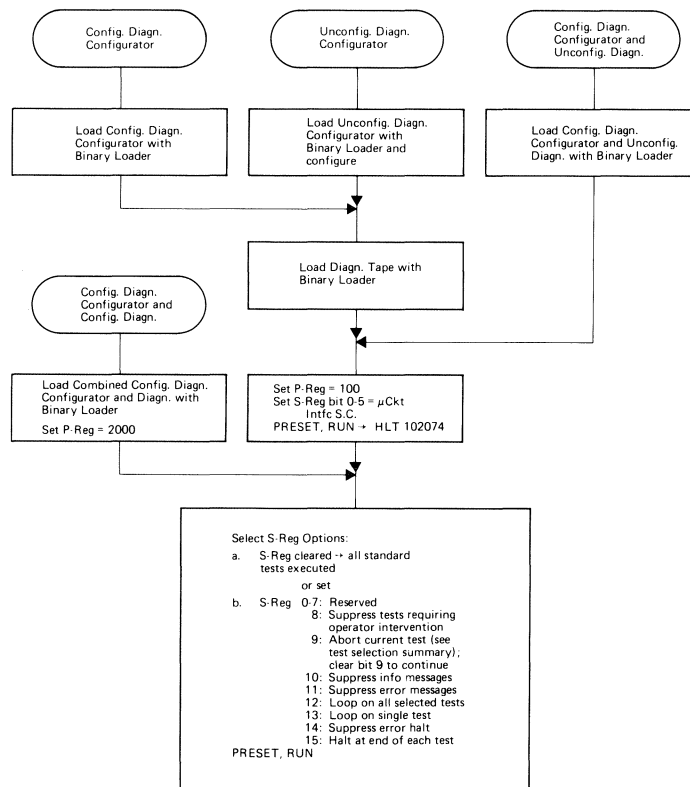 Config. Diagn.
Configurator
Unconfig. Diagn.
Configurator
Config. Diagn.
Configurator and
Unconfig. Diagn.
Load Config. Diagn.
Configurator with
Binary Loader
Load Unconfig. Diagn.
Configurator with
Binary Loader and
configure
Load Config. Diagn.
Configurator and Unconfig.
Diagn. with Binary Loader
Load Diagn. Tape with
Binary Loader
Config. Diagn.
Configurator and
Config. Diagn.
Load Combined Config. Diagn.
Configurator and Diagn. with
Binary Loader
Set P-Reg = 2000
Set P-Reg = 100
Set S-Reg bit 0-5 = μCkt
Intfc S.C.
PRESET, RUN → HLT 102074
Select S-Reg Options:
a. S-Reg cleared → all standard
tests executed
or set
b. S-Reg 0-7: Reserved
8: Suppress tests requiring
operator intervention
9: Abort current test (see
test selection summary);
clear bit 9 to continue
10: Suppress info messages
11: Suppress error messages
12: Loop on all selected tests
13: Loop on single test
14: Suppress error halt
15: Halt at end of each test
PRESET, RUN